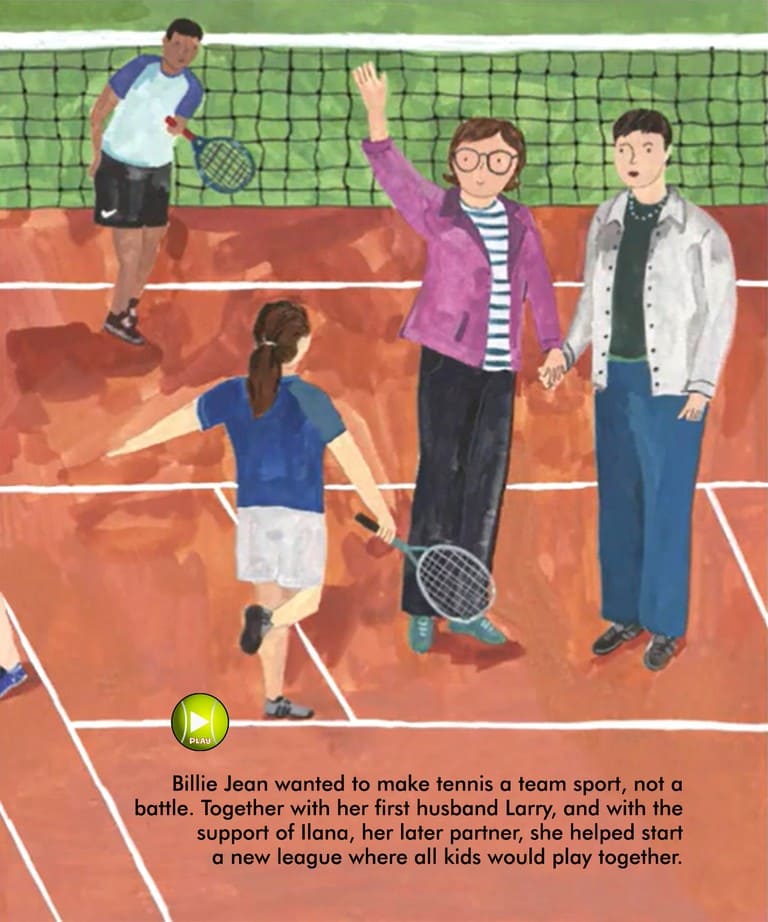 PLAY
Billie Jean wanted to make tennis a team sport, not a
battle. Together with her first husband Larry, and with the
support of Ilana, her later partner, she helped start
a new league where all kids would play together.